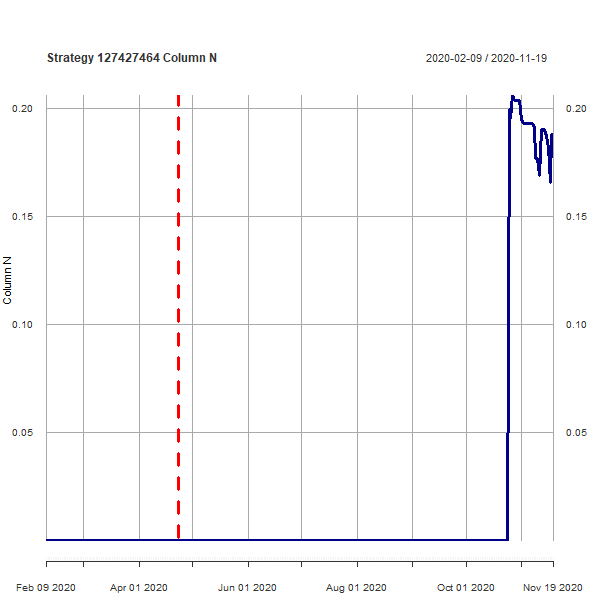 Strategy 127427464 Column N
2020-02-09 / 2020-11-19
0.20
0.20
0.15
0.15
Column N
0.10
0.10
0.05
0.05
Feb 09 2020
Apr 01 2020
Jun 01 2020
Aug 01 2020
Oct 01 2020
Nov 19 2020